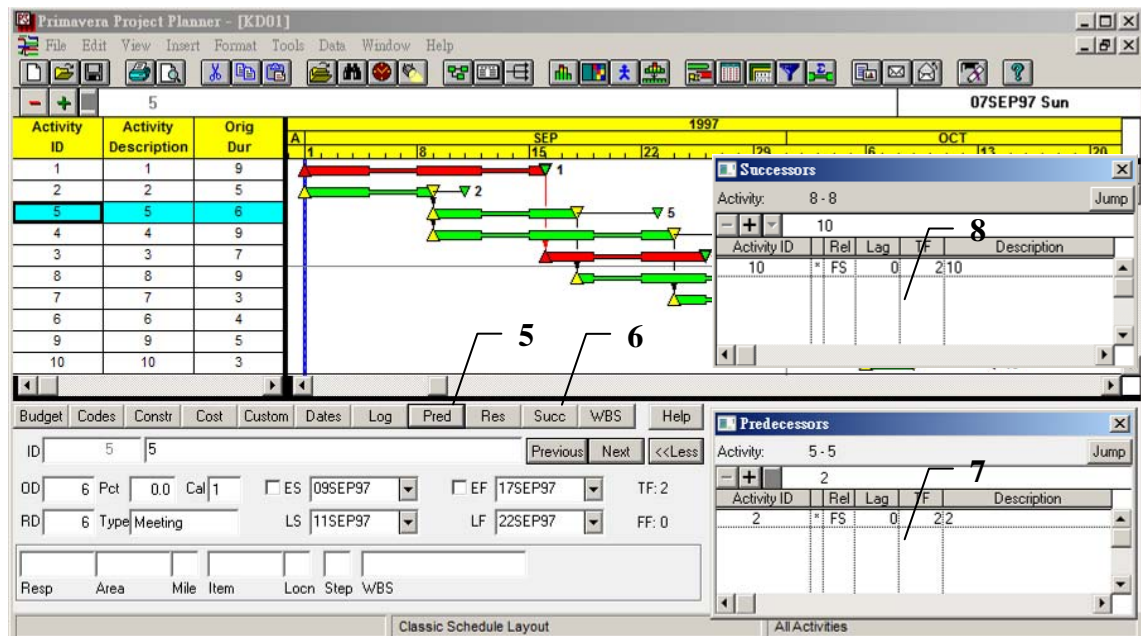 Primavera Project Planner - [KD01]
File Edit View Insert Format Tools Data Window Help
5 07SEP97 Sun
Activity ID Activity Description Orig Dur
1997
A SEP OCT
1 8 15 22 29 6 13 20
1 1 9
2 2 5
5 5 6
4 4 9
3 3 7
8 8 9
7 7 3
6 6 4
9 9 5
10 10 3
1
2
5
Successors
Activity: 8 - 8 Jump
10
8
Activity ID Rel Lag TF Description
10 * FS 0 2 10
5
6
Budget Codes Constr Cost Custom Dates Log Pred Res Succ WBS Help
ID 5 5 Previous Next <<Less
OD 6 Pct 0.0 Cal 1 ES 09SEP97 EF 17SEP97 TF: 2
RD 6 Type Meeting LS 11SEP97 LF 22SEP97 FF: 0
Resp Area Mile Item Locn Step WBS
Predecessors
Activity: 5 - 5 Jump
2
7
Activity ID Rel Lag TF Description
2 * FS 0 2 2
Classic Schedule Layout All Activities